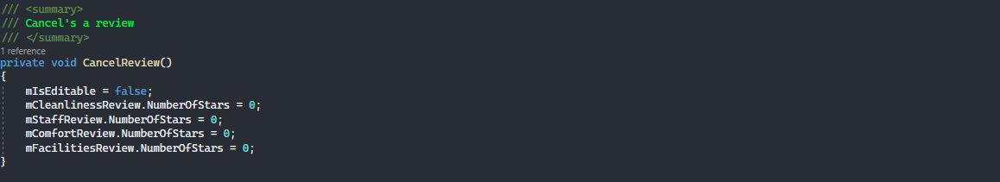 /// <summary>
/// Cancel's a review
/// </summary>
1 reference
private void CancelReview()
{
    mIsEditable = false;
    mCleanlinessReview.NumberOfStars = 0;
    mStaffReview.NumberOfStars = 0;
    mComfortReview.NumberOfStars = 0;
    mFacilitiesReview.NumberOfStars = 0;
}